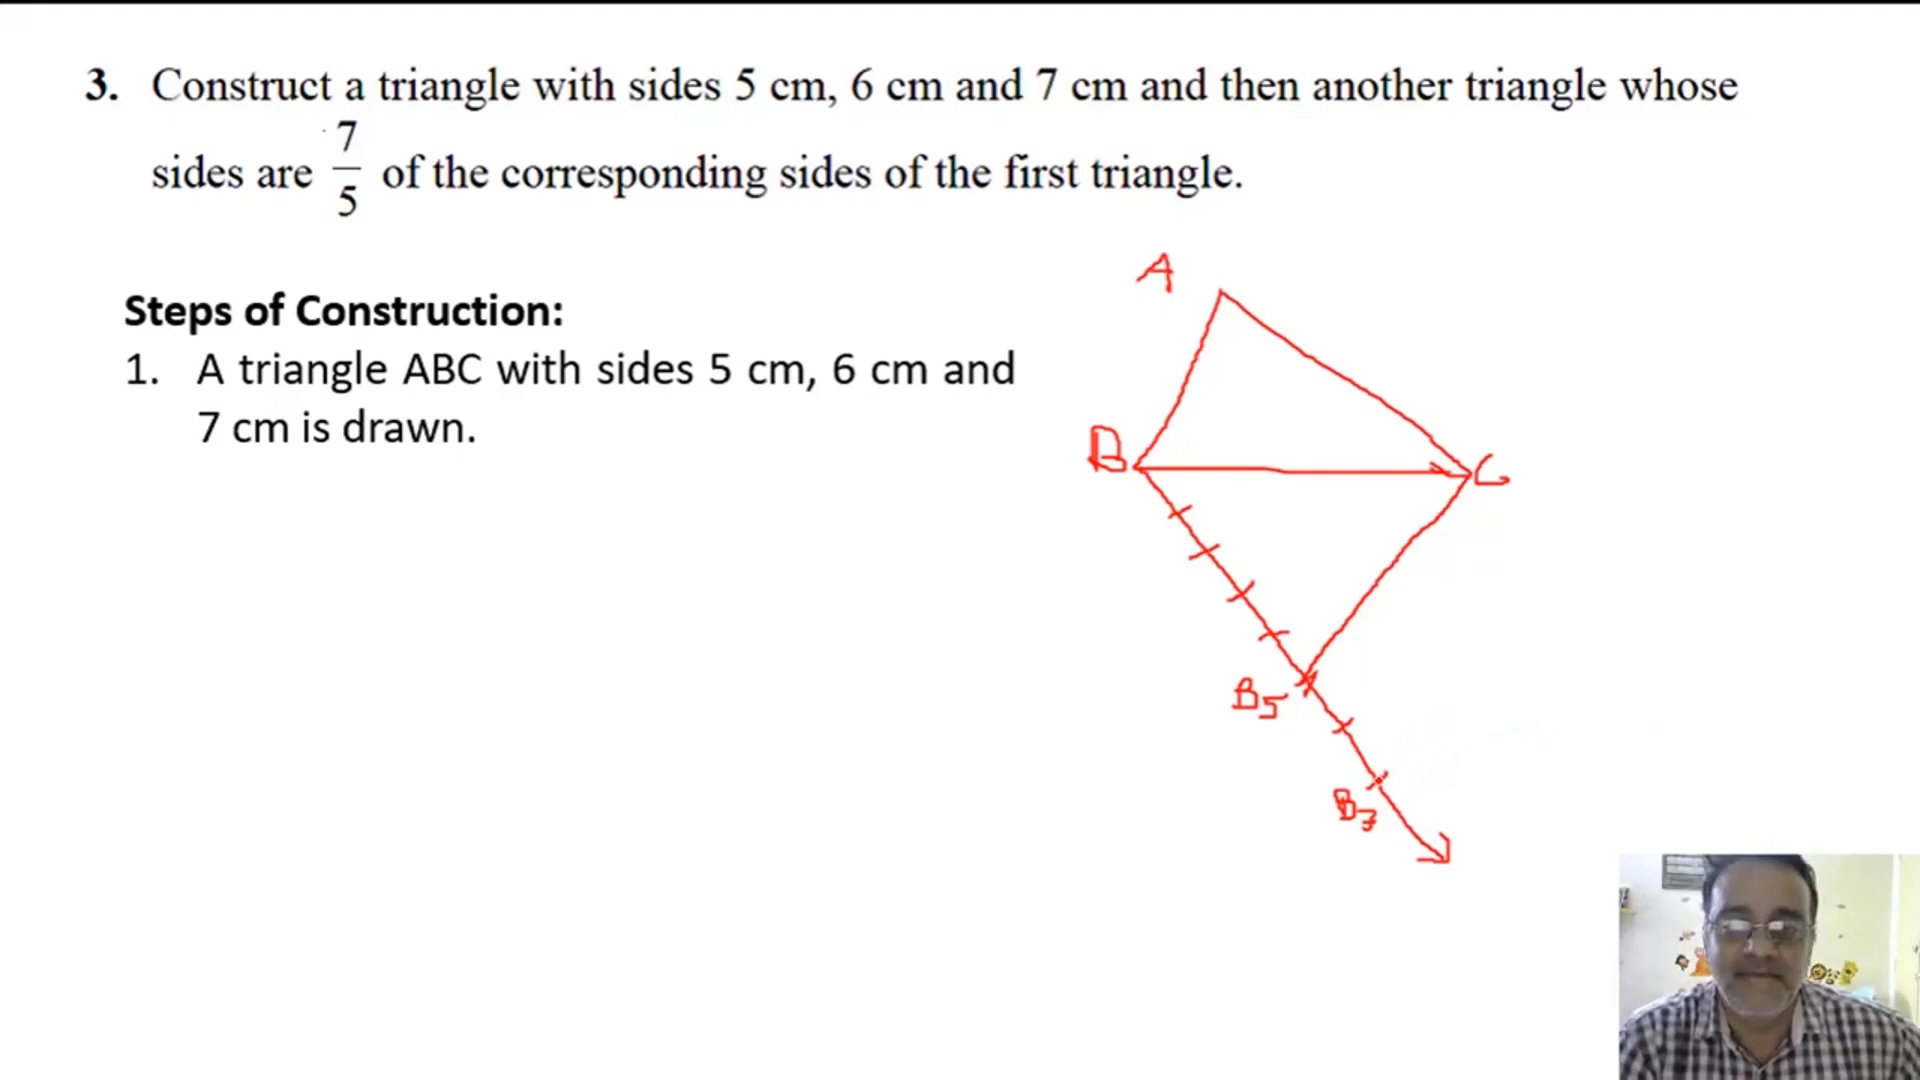 3. Construct a triangle with sides 5 cm, 6 cm and 7 cm and then another triangle whose
sides are 7/5 of the corresponding sides of the first triangle.
Steps of Construction:
1. A triangle ABC with sides 5 cm, 6 cm and
7 cm is drawn.
A
B
C
B5
B7